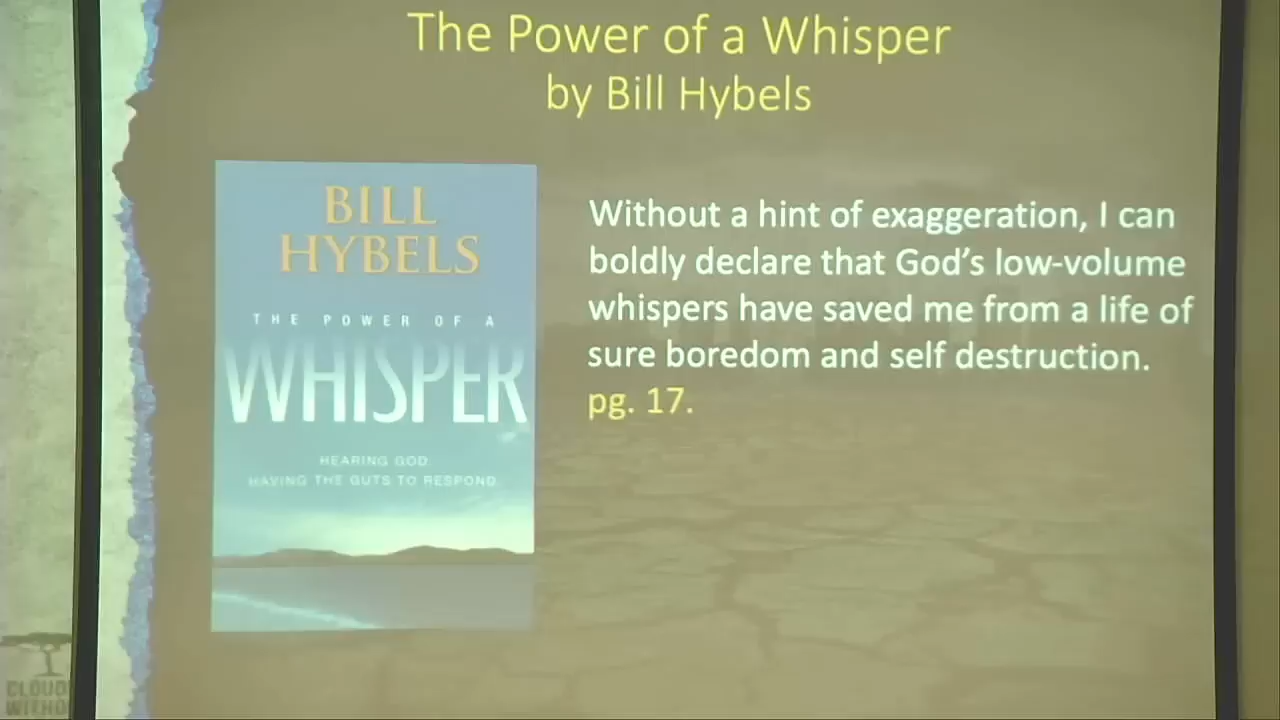 The Power of a Whisper
by Bill Hybels
BILL
HYBELS
THE POWER OF A
WHISPER
HEARING GOD.
HAVING THE GUTS TO RESPOND.
Without a hint of exaggeration, I can
boldly declare that God's low-volume
whispers have saved me from a life of
sure boredom and self destruction.
pg. 17.
CLOUD
WITHO